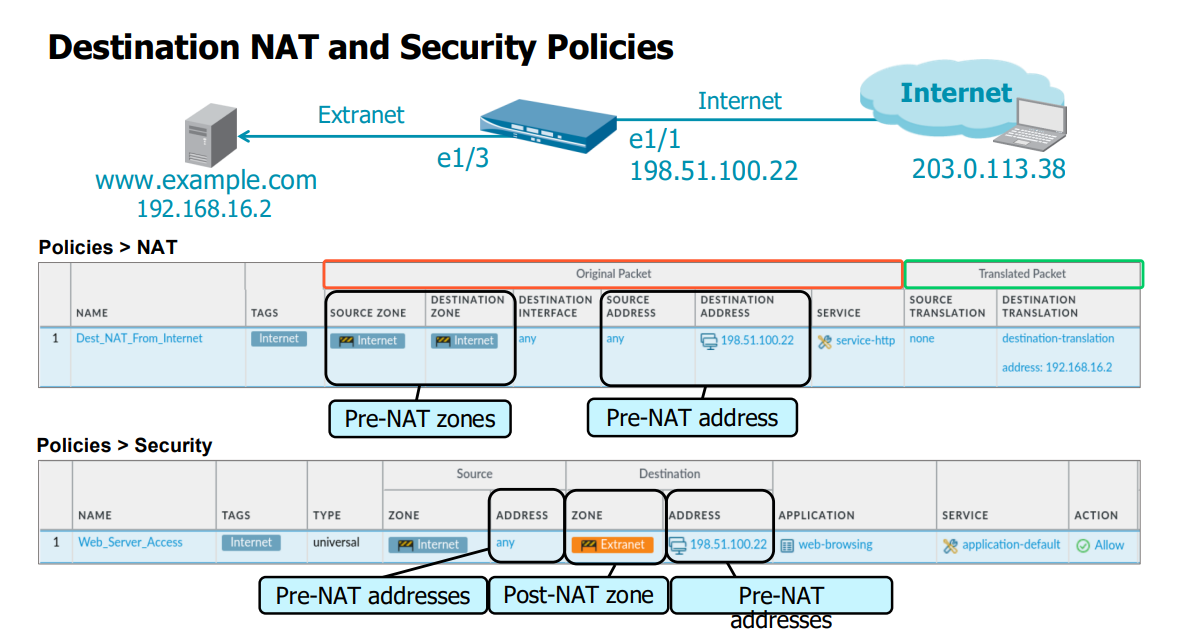 Destination NAT and Security Policies
Internet
Extranet
Internet
e1/3
e1/1
198.51.100.22
203.0.113.38
www.example.com
192.168.16.2
Policies > NAT
Original Packet
Translated Packet
NAME
TAGS
SOURCE ZONE
DESTINATION
ZONE
DESTINATION
INTERFACE
SOURCE
ADDRESS
DESTINATION
ADDRESS
SERVICE
SOURCE
TRANSLATION
DESTINATION
TRANSLATION
1
Dest_NAT_From_Internet
Internet
Internet
Internet
any
any
198.51.100.22
service-http
none
destination-translation
address: 192.168.16.2
Pre-NAT zones
Pre-NAT address
Policies > Security
Source
Destination
NAME
TAGS
TYPE
ZONE
ADDRESS
ZONE
ADDRESS
APPLICATION
SERVICE
ACTION
1
Web_Server_Access
Internet
universal
Internet
any
Extranet
198.51.100.22
web-browsing
application-default
Allow
Pre-NAT addresses
Post-NAT zone
Pre-NAT
addresses